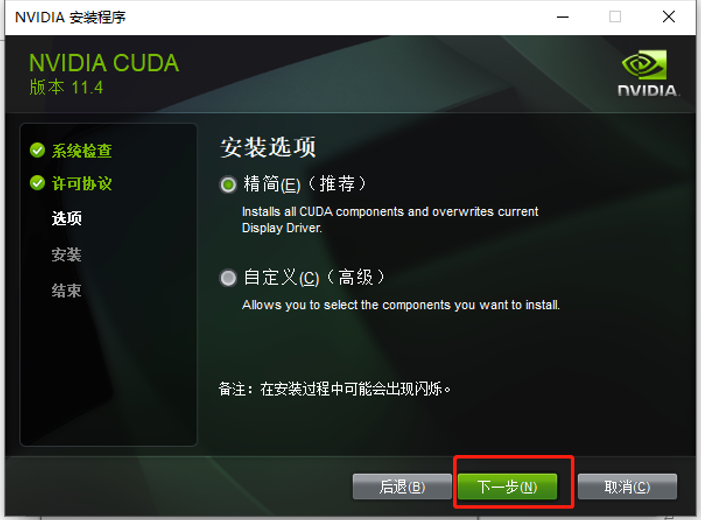 NVIDIA 安装程序
NVIDIA CUDA
版本 11.4
NVIDIA.
系统检查
许可协议
选项
安装
结束
安装选项
精简(E)（推荐）
Installs all CUDA components and overwrites current
Display Driver.
自定义(C)（高级）
Allows you to select the components you want to install.
备注：在安装过程中可能会出现闪烁。
后退(B)
下一步(N)
取消(C)